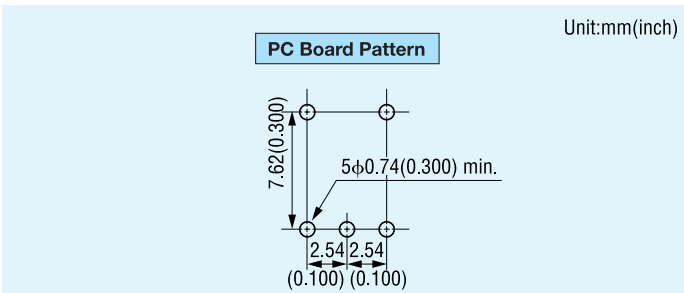 Unit:mm(inch)
PC Board Pattern
7.62(0.300)
5ϕ0.74(0.300) min.
2.54 2.54
(0.100) (0.100)